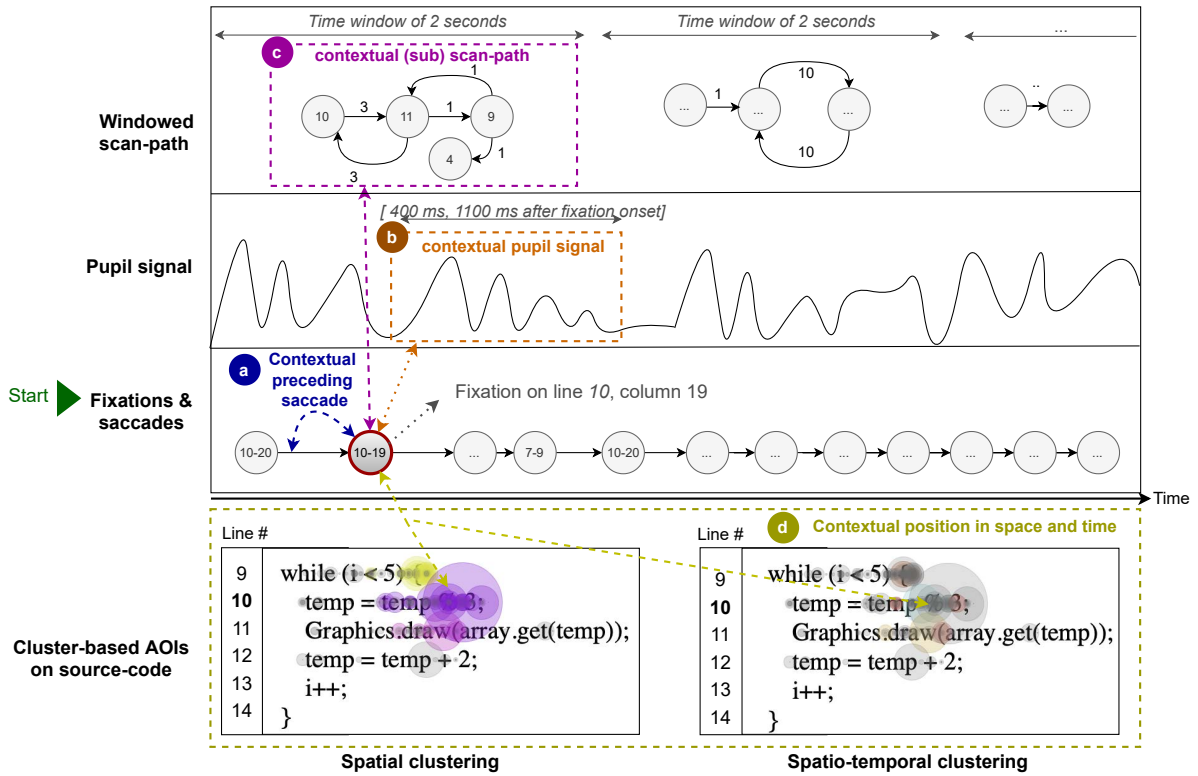 Time window of 2 seconds
Time window of 2 seconds
...
c
contextual (sub) scan-path
1
10
3
11
1
9
4
1
3
...
1
...
10
...
10
...
..
...
Windowed
scan-path
[ 400 ms, 1100 ms after fixation onset]
b
contextual pupil signal
Pupil signal
a
Contextual
preceding
saccade
Fixation on line 10, column 19
Start
Fixations &
saccades
10-20
10-19
...
7-9
10-20
...
...
...
...
...
...
Time
d
Contextual position in space and time
Line #
9 while (i < 5) {
10 temp = temp % 3;
11 Graphics.draw(array.get(temp));
12 temp = temp + 2;
13 i++;
14 }
Line #
9 while (i < 5) {
10 temp = temp % 3;
11 Graphics.draw(array.get(temp));
12 temp = temp + 2;
13 i++;
14 }
Cluster-based AOIs
on source-code
Spatial clustering
Spatio-temporal clustering